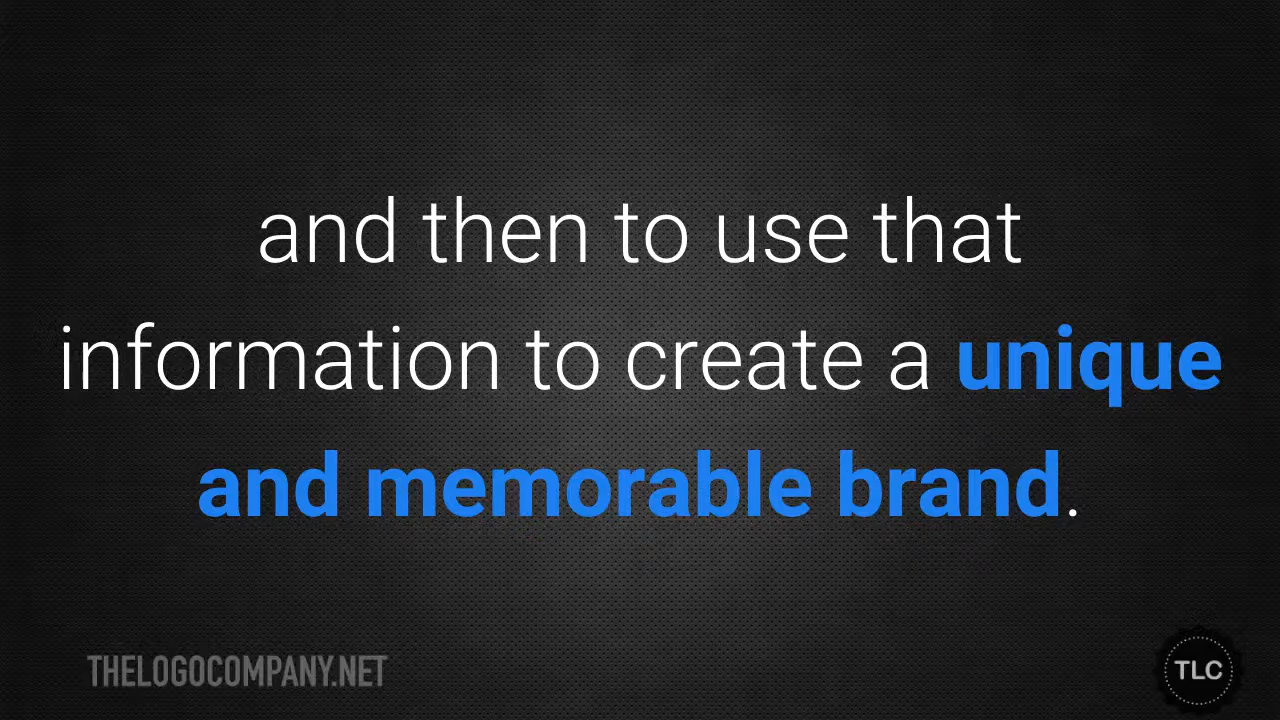 and then to use that
information to create a unique
and memorable brand.
THELOGOCOMPANY.NET
TLC